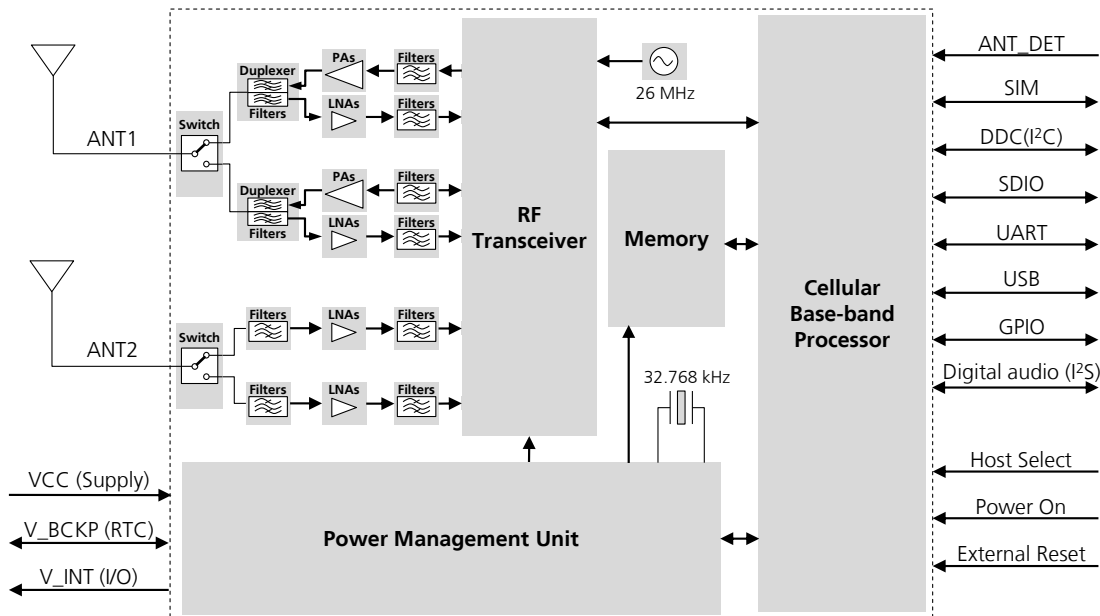 ANT1
Switch
Duplexer
Filters
PAs
Filters
LNAs
Filters
Duplexer
Filters
PAs
Filters
LNAs
Filters
ANT2
Switch
Filters
LNAs
Filters
Filters
LNAs
Filters
RF
Transceiver
26 MHz
Memory
32.768 kHz
Cellular
Base-band
Processor
Power Management Unit
VCC (Supply)
V_BCKP (RTC)
V_INT (I/O)
ANT_DET
SIM
DDC(I²C)
SDIO
UART
USB
GPIO
Digital audio (I²S)
Host Select
Power On
External Reset